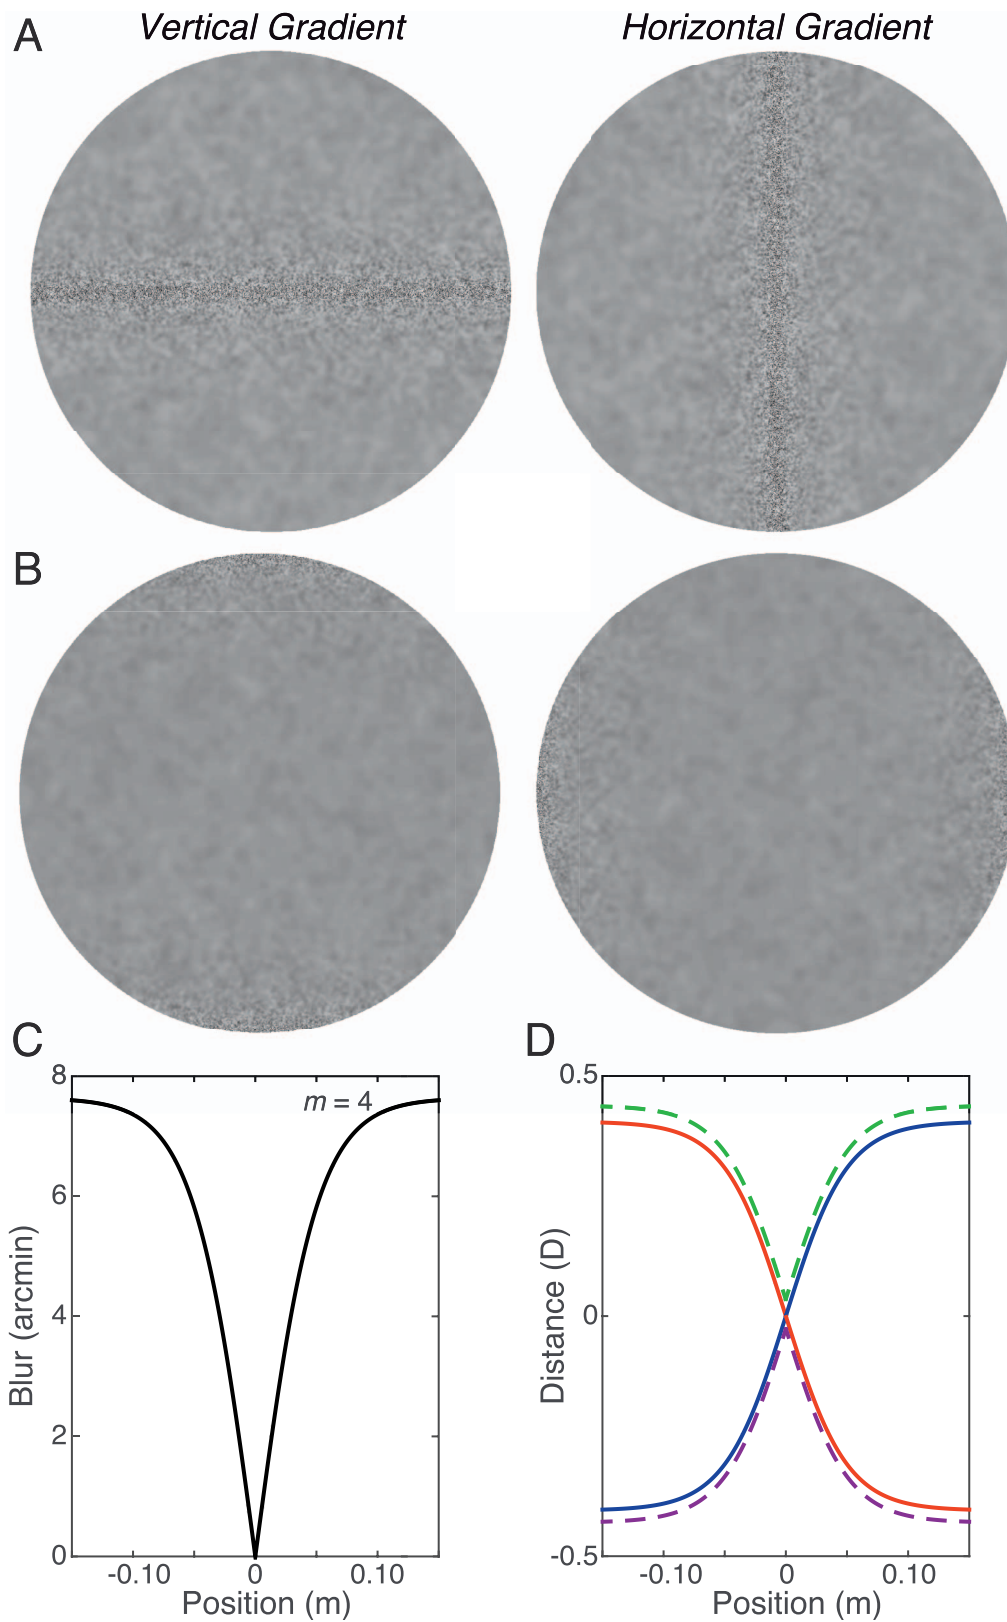 A
Vertical Gradient
Horizontal Gradient
B
C
D
8
6
4
2
0
Blur (arcmin)
m = 4
-0.10
0
0.10
Position (m)
0.5
0
-0.5
Distance (D)
-0.10
0
0.10
Position (m)